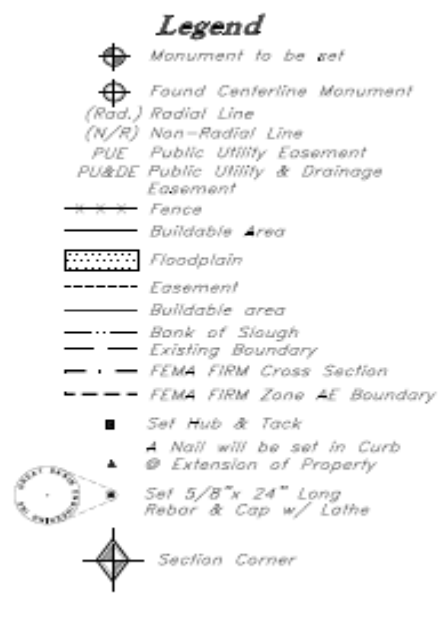 Legend
Monument to be set
Found Centerline Monument
(Rad.) Radial Line
(N/R) Non-Radial Line
PUE Public Utility Easement
PU&DE Public Utility & Drainage
Easement
Fence
Buildable Area
Floodplain
Easement
Buildable area
Bank of Slough
Existing Boundary
FEMA FIRM Cross Section
FEMA FIRM Zone AE Boundary
Set Hub & Tack
A Nail will be set in Curb
@ Extension of Property
Set 5/8"x 24" Long
Rebar & Cap w/ Lathe
Section Corner